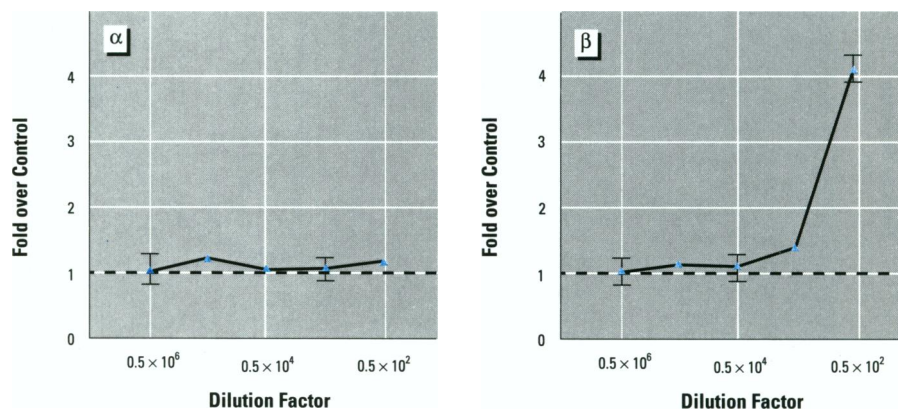 α
Fold over Control
4
3
2
1
0
0.5 × 10⁶
0.5 × 10⁴
0.5 × 10²
Dilution Factor
β
Fold over Control
4
3
2
1
0
0.5 × 10⁶
0.5 × 10⁴
0.5 × 10²
Dilution Factor